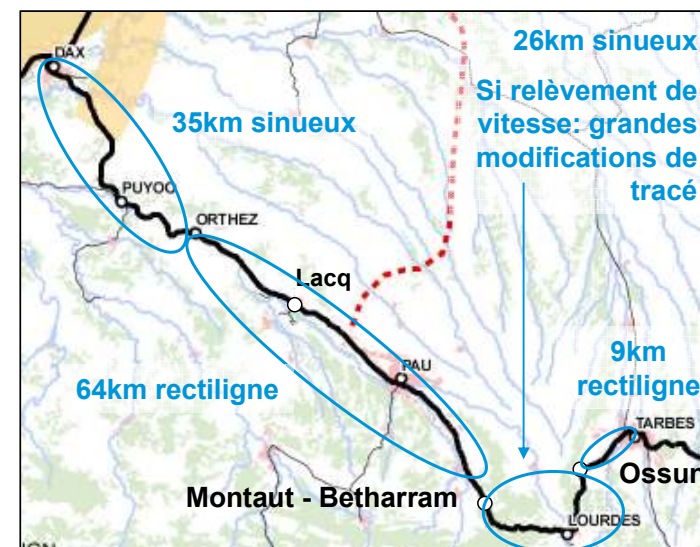 26km sinueux
Si relèvement de
vitesse: grandes
modifications de
tracé
DAX
35km sinueux
PUYOO
ORTHEZ
Lacq
PAU
64km rectiligne
9km
rectiligne
TARBES
Ossun
Montaut - Betharram
LOURDES